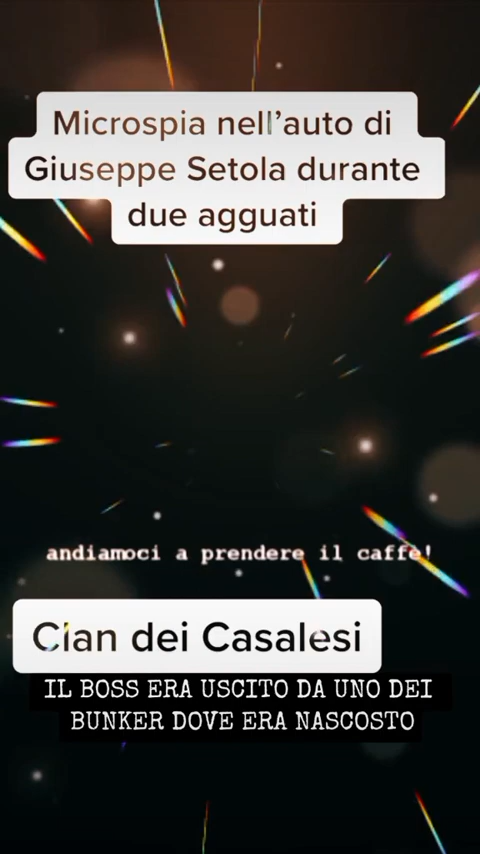 Microspia nell'auto di
Giuseppe Setola durante
due agguati
andiamoci a prendere il caffè!
Clan dei Casalesi
IL BOSS ERA USCITO DA UNO DEI
BUNKER DOVE ERA NASCOSTO